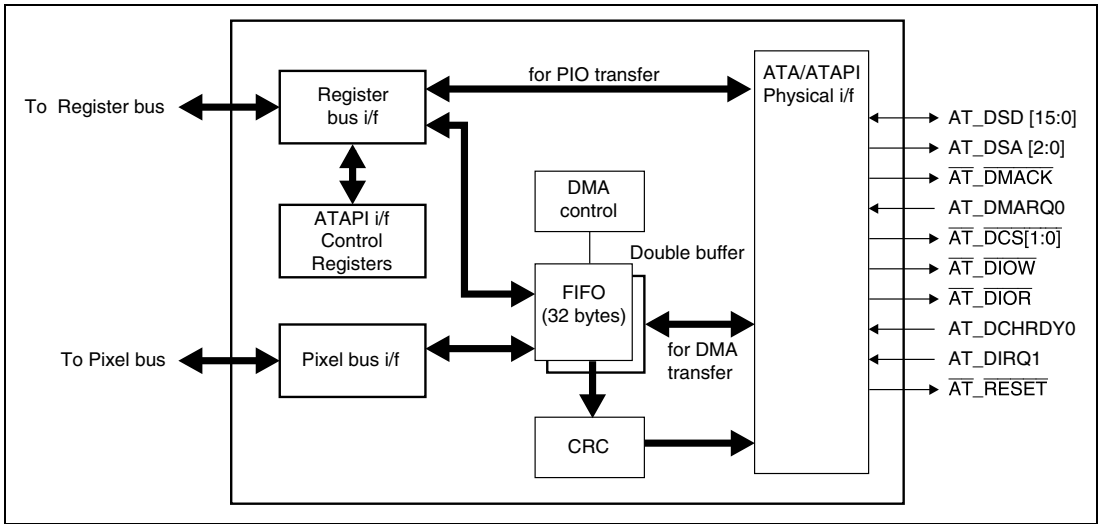 To Register bus
Register
bus i/f
for PIO transfer
ATA/ATAPI
Physical i/f
ATAPI i/f
Control
Registers
DMA
control
Double buffer
FIFO
(32 bytes)
for DMA
transfer
To Pixel bus
Pixel bus i/f
CRC
AT_DSD [15:0]
AT_DSA [2:0]
AT_DMACK
AT_DMARQ0
AT_DCS[1:0]
AT_DIOW
AT_DIOR
AT_DCHRDY0
AT_DIRQ1
AT_RESET